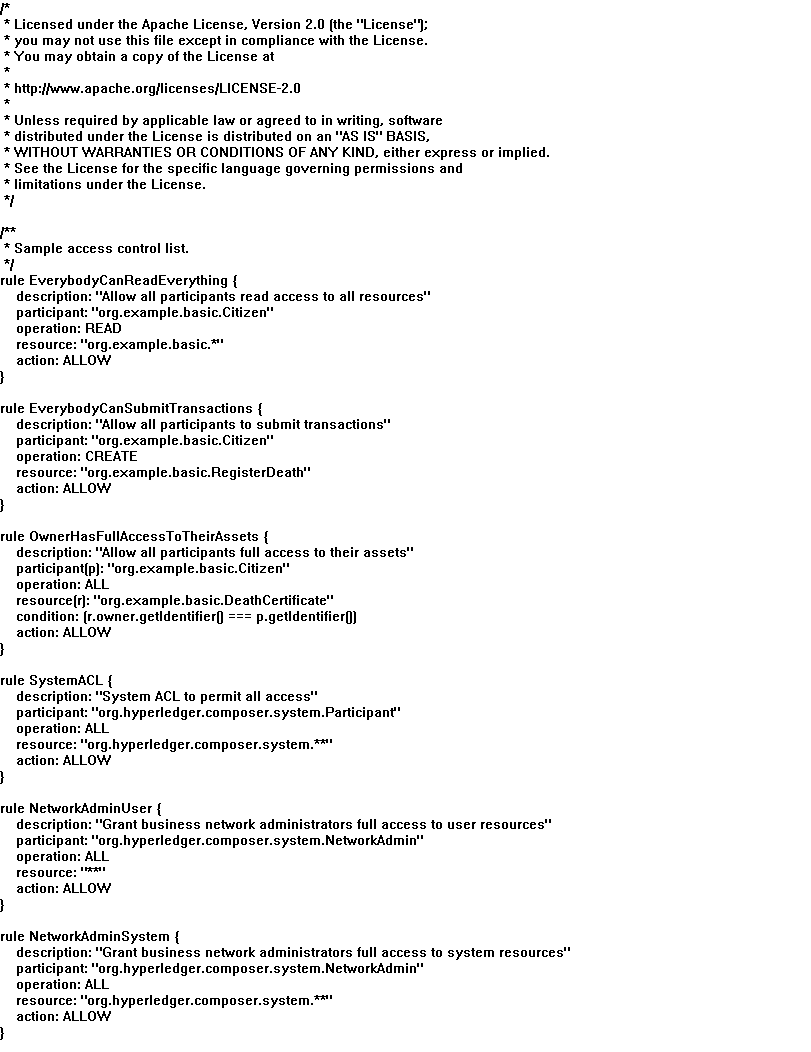 /*
 * Licensed under the Apache License, Version 2.0 (the "License");
 * you may not use this file except in compliance with the License.
 * You may obtain a copy of the License at
 *
 * http://www.apache.org/licenses/LICENSE-2.0
 *
 * Unless required by applicable law or agreed to in writing, software
 * distributed under the License is distributed on an "AS IS" BASIS,
 * WITHOUT WARRANTIES OR CONDITIONS OF ANY KIND, either express or implied.
 * See the License for the specific language governing permissions and
 * limitations under the License.
 */

/**
 * Sample access control list.
 */
rule EverybodyCanReadEverything {
    description: "Allow all participants read access to all resources"
    participant: "org.example.basic.Citizen"
    operation: READ
    resource: "org.example.basic.*"
    action: ALLOW
}

rule EverybodyCanSubmitTransactions {
    description: "Allow all participants to submit transactions"
    participant: "org.example.basic.Citizen"
    operation: CREATE
    resource: "org.example.basic.RegisterDeath"
    action: ALLOW
}

rule OwnerHasFullAccessToTheirAssets {
    description: "Allow all participants full access to their assets"
    participant(p): "org.example.basic.Citizen"
    operation: ALL
    resource(r): "org.example.basic.DeathCertificate"
    condition: (r.owner.getIdentifier() === p.getIdentifier())
    action: ALLOW
}

rule SystemACL {
    description: "System ACL to permit all access"
    participant: "org.hyperledger.composer.system.Participant"
    operation: ALL
    resource: "org.hyperledger.composer.system.**"
    action: ALLOW
}

rule NetworkAdminUser {
    description: "Grant business network administrators full access to user resources"
    participant: "org.hyperledger.composer.system.NetworkAdmin"
    operation: ALL
    resource: "**"
    action: ALLOW
}

rule NetworkAdminSystem {
    description: "Grant business network administrators full access to system resources"
    participant: "org.hyperledger.composer.system.NetworkAdmin"
    operation: ALL
    resource: "org.hyperledger.composer.system.**"
    action: ALLOW
}